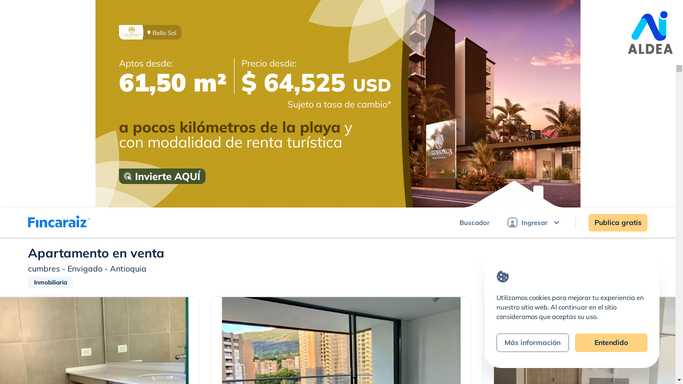 Bello Sol
Aptos desde:
61,50 m²
Precio desde:
$ 64,525 USD
Sujeto a tasa de cambio*
a pocos kilómetros de la playa y
con modalidad de renta turística
Invierte AQUÍ
ALDEA
Fincaraiz
Buscador
Ingresar
Publica gratis
Apartamento en venta
cumbres - Envigado - Antioquia
Inmobiliaria
Utilizamos cookies para mejorar tu experiencia en
nuestro sitio web. Al continuar en el sitio
consideramos que aceptas su uso.
Más información
Entendido